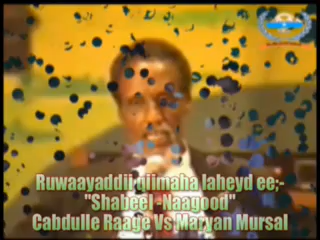 Ruwaayaddii qiimaha laheyd ee;-
"Shabeel -Naagood"
Cabdulle Raage Vs Maryan Mursal